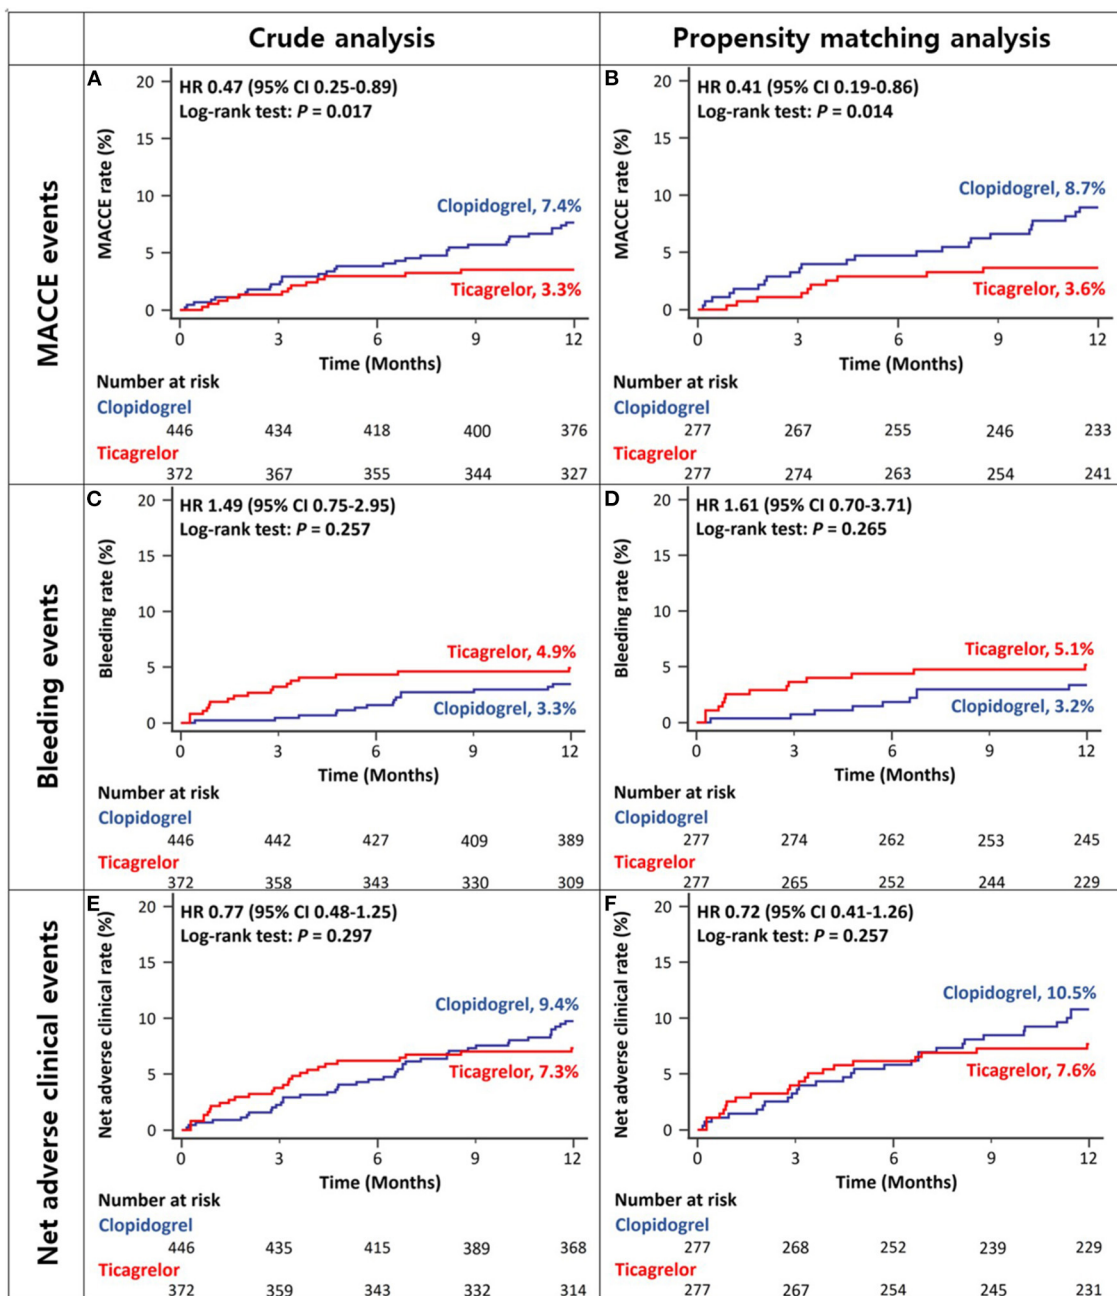 Crude analysis
Propensity matching analysis
MACCE events
A
HR 0.47 (95% CI 0.25-0.89)
Log-rank test: P = 0.017
MACCE rate (%)
20
15
10
5
0
Clopidogrel, 7.4%
Ticagrelor, 3.3%
0 3 6 9 12
Time (Months)
Number at risk
Clopidogrel
446 434 418 400 376
Ticagrelor
372 367 355 344 327
B
HR 0.41 (95% CI 0.19-0.86)
Log-rank test: P = 0.014
MACCE rate (%)
20
15
10
5
0
Clopidogrel, 8.7%
Ticagrelor, 3.6%
0 3 6 9 12
Time (Months)
Number at risk
Clopidogrel
277 267 255 246 233
Ticagrelor
277 274 263 254 241
Bleeding events
C
HR 1.49 (95% CI 0.75-2.95)
Log-rank test: P = 0.257
Bleeding rate (%)
20
15
10
5
0
Ticagrelor, 4.9%
Clopidogrel, 3.3%
0 3 6 9 12
Time (Months)
Number at risk
Clopidogrel
446 442 427 409 389
Ticagrelor
372 358 343 330 309
D
HR 1.61 (95% CI 0.70-3.71)
Log-rank test: P = 0.265
Bleeding rate (%)
20
15
10
5
0
Ticagrelor, 5.1%
Clopidogrel, 3.2%
0 3 6 9 12
Time (Months)
Number at risk
Clopidogrel
277 274 262 253 245
Ticagrelor
277 265 252 244 229
Net adverse clinical events
E
HR 0.77 (95% CI 0.48-1.25)
Log-rank test: P = 0.297
Net adverse clinical rate (%)
20
15
10
5
0
Clopidogrel, 9.4%
Ticagrelor, 7.3%
0 3 6 9 12
Time (Months)
Number at risk
Clopidogrel
446 435 415 389 368
Ticagrelor
372 359 343 332 314
F
HR 0.72 (95% CI 0.41-1.26)
Log-rank test: P = 0.257
Net adverse clinical rate (%)
20
15
10
5
0
Clopidogrel, 10.5%
Ticagrelor, 7.6%
0 3 6 9 12
Time (Months)
Number at risk
Clopidogrel
277 268 252 239 229
Ticagrelor
277 267 254 245 231